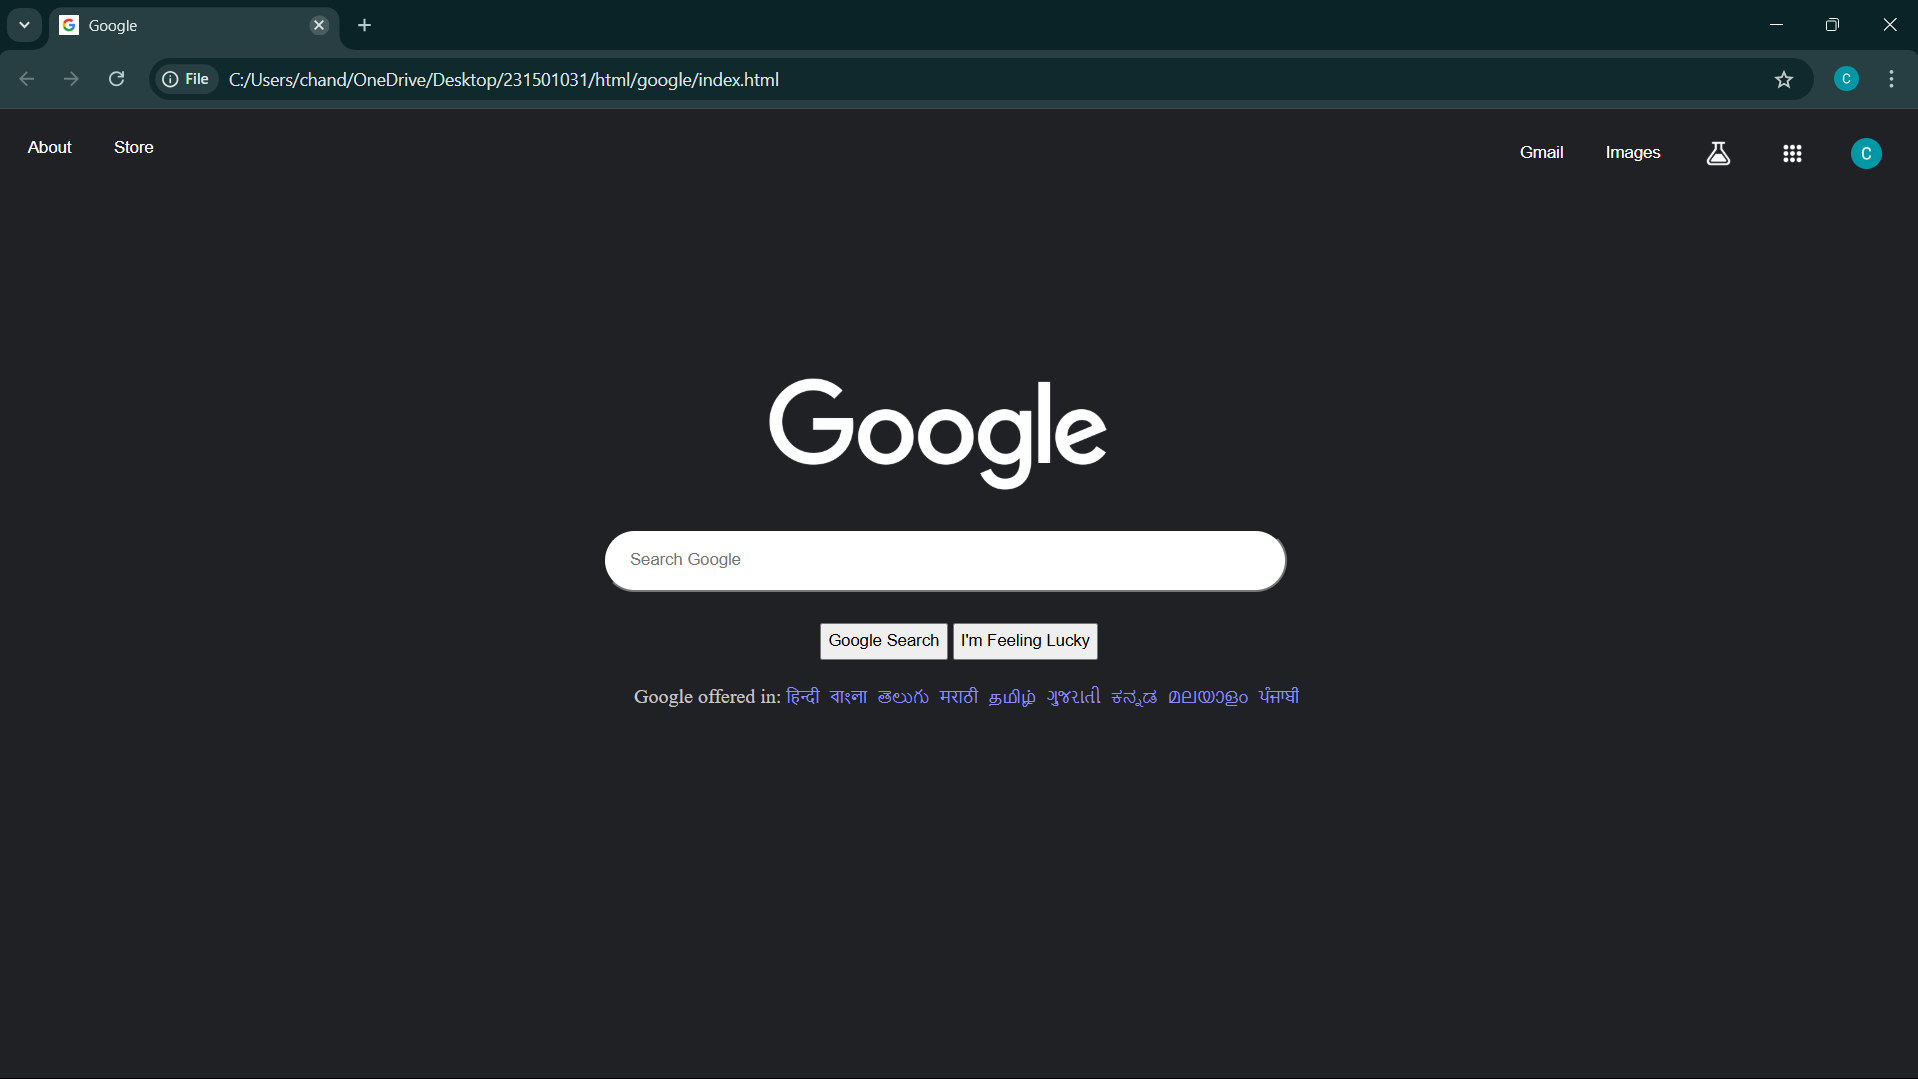 Google
File C:/Users/chand/OneDrive/Desktop/231501031/html/google/index.html C
About Store Gmail Images C
Google
Search Google
Google Search I'm Feeling Lucky
Google offered in: हिन्दी বাংলা తెలుగు मराठी தமிழ் ગુજરાતી ಕನ್ನಡ മലയാളം ਪੰਜਾਬੀ